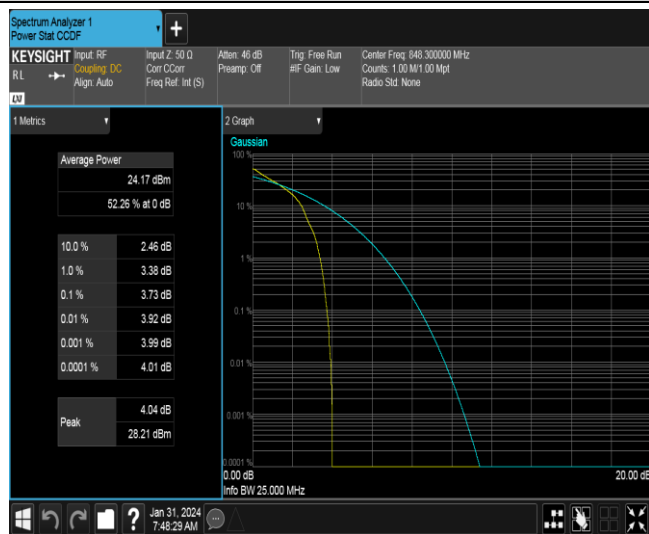 Spectrum Analyzer 1
Power Stat CCDF
+
KEYSIGHT
RL
LXI
Input: RF
Coupling: DC
Align: Auto
Input Z: 50 Ω
Corr CCorr
Freq Ref: Int (S)
Atten: 46 dB
Preamp: Off
Trig: Free Run
#IF Gain: Low
Center Freq: 848.300000 MHz
Counts: 1.00 M/1.00 Mpt
Radio Std: None
1 Metrics
Average Power
24.17 dBm
52.26 % at 0 dB
10.0 % 2.46 dB
1.0 % 3.38 dB
0.1 % 3.73 dB
0.01 % 3.92 dB
0.001 % 3.99 dB
0.0001 % 4.01 dB
Peak
4.04 dB
28.21 dBm
2 Graph
Gaussian
100 %
10 %
1 %
0.1 %
0.01 %
0.001 %
0.0001 %
0.00 dB 20.00 dB
Info BW 25.000 MHz
?
Jan 31, 2024
7:48:29 AM